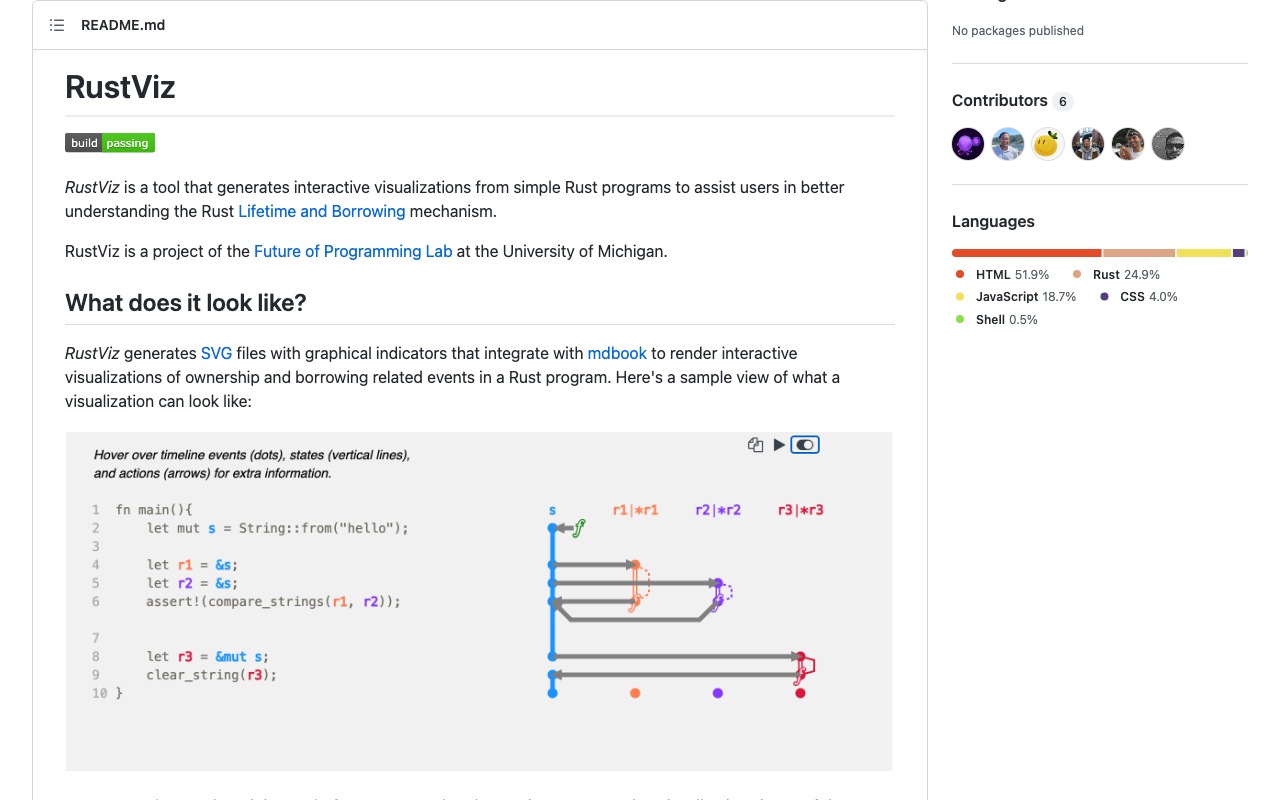 README.md
RustViz
build passing
RustViz is a tool that generates interactive visualizations from simple Rust programs to assist users in better
understanding the Rust Lifetime and Borrowing mechanism.
RustViz is a project of the Future of Programming Lab at the University of Michigan.
What does it look like?
RustViz generates SVG files with graphical indicators that integrate with mdbook to render interactive
visualizations of ownership and borrowing related events in a Rust program. Here's a sample view of what a
visualization can look like:
Hover over timeline events (dots), states (vertical lines),
and actions (arrows) for extra information.
1 fn main(){
2 let mut s = String::from("hello");
3
4 let r1 = &s;
5 let r2 = &s;
6 assert!(compare_strings(r1, r2));
7
8 let r3 = &mut s;
9 clear_string(r3);
10 }
s r1|*r1 r2|*r2 r3|*r3
f
f
f
f
No packages published
Contributors 6
Languages
HTML 51.9% Rust 24.9%
JavaScript 18.7% CSS 4.0%
Shell 0.5%